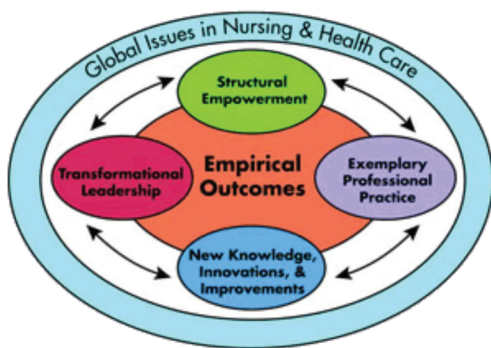 Global Issues in Nursing & Health Care
Structural
Empowerment
Transformational
Leadership
Empirical
Outcomes
Exemplary
Professional
Practice
New Knowledge,
Innovations, &
Improvements